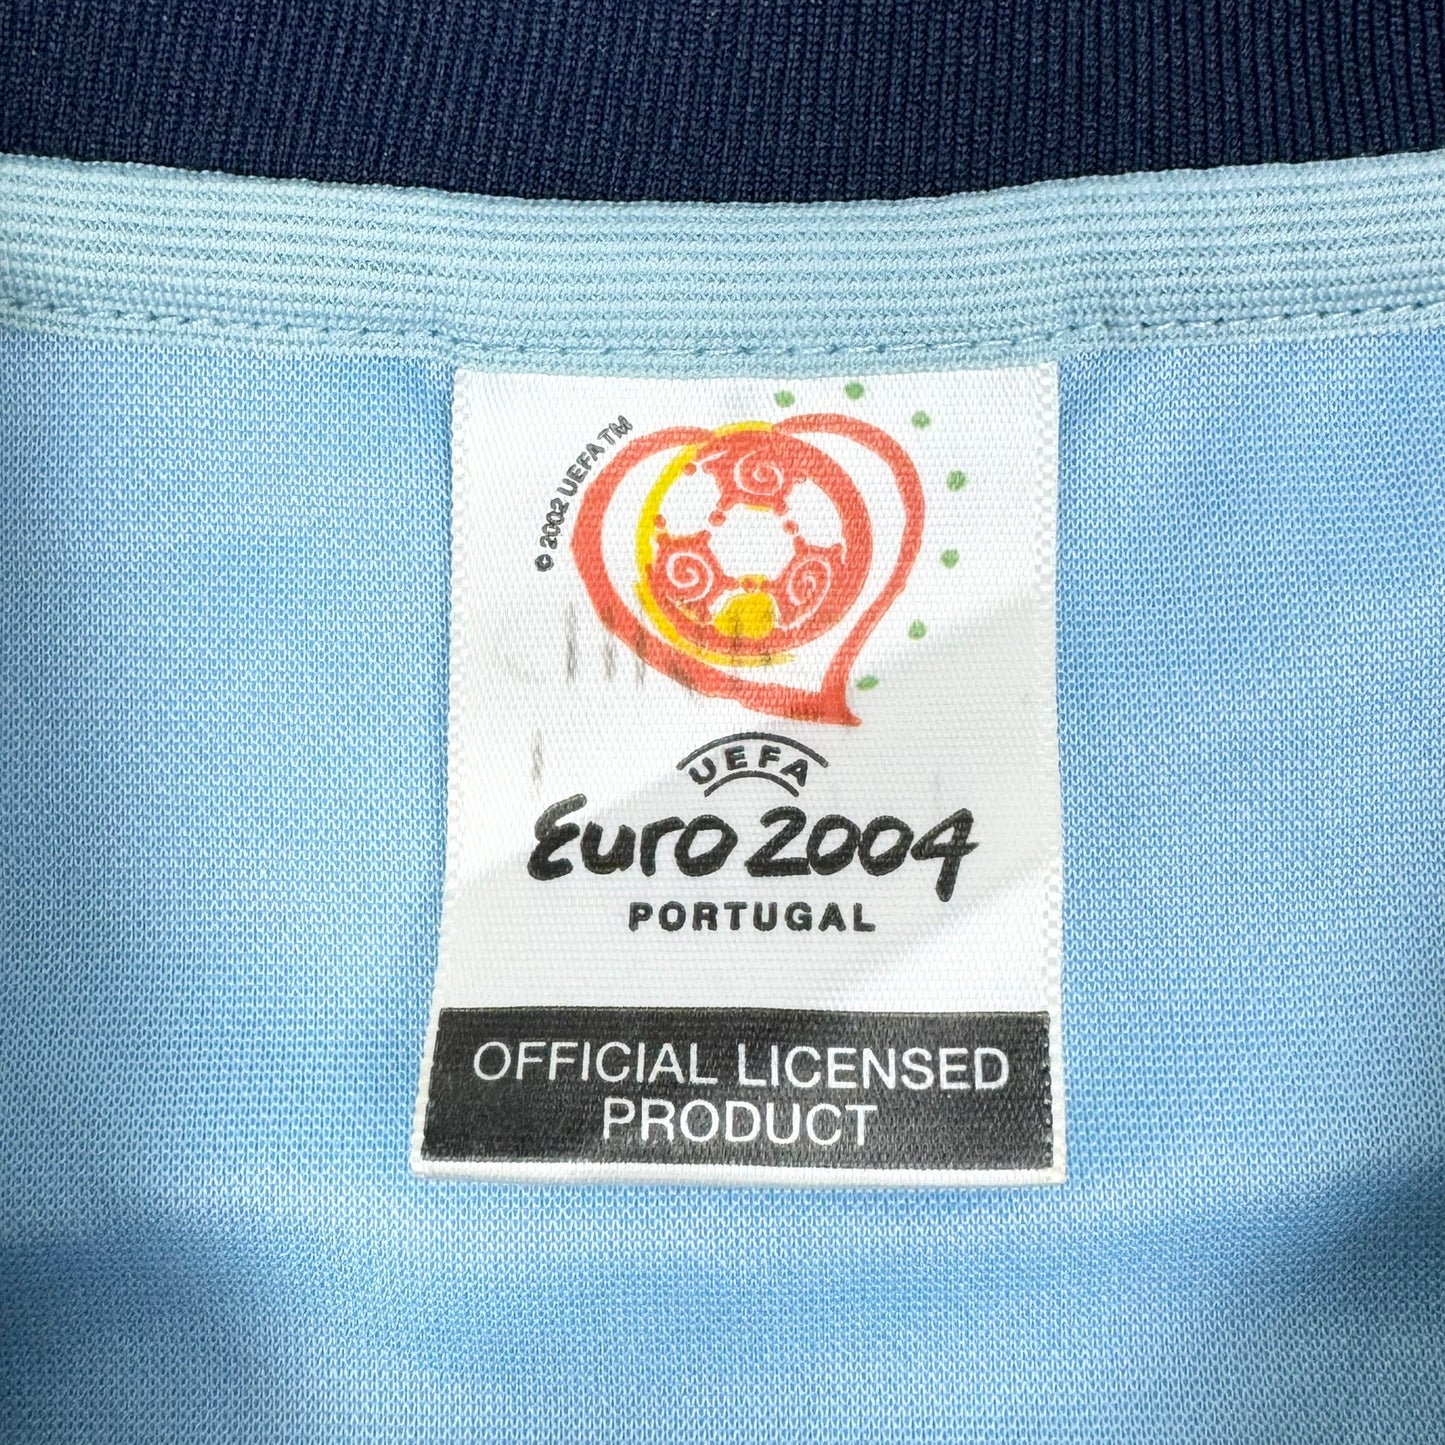 © 2002 UEFA TM
UEFA
Euro 2004
PORTUGAL
OFFICIAL LICENSED
PRODUCT